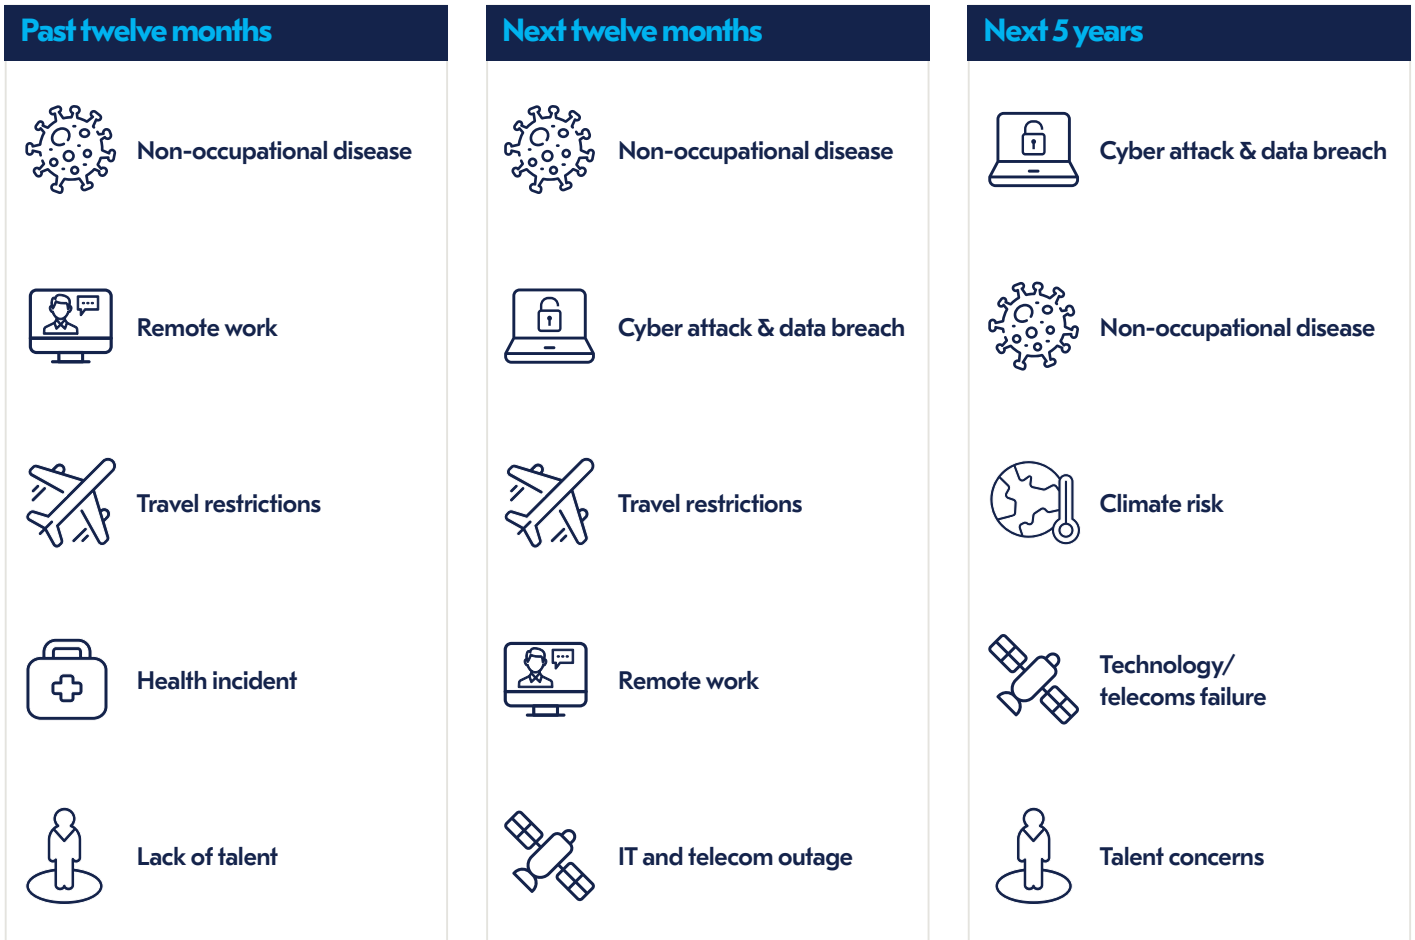 Past twelve months
Non-occupational disease
Remote work
Travel restrictions
Health incident
Lack of talent
Next twelve months
Non-occupational disease
Cyber attack & data breach
Travel restrictions
Remote work
IT and telecom outage
Next 5 years
Cyber attack & data breach
Non-occupational disease
Climate risk
Technology/
telecoms failure
Talent concerns